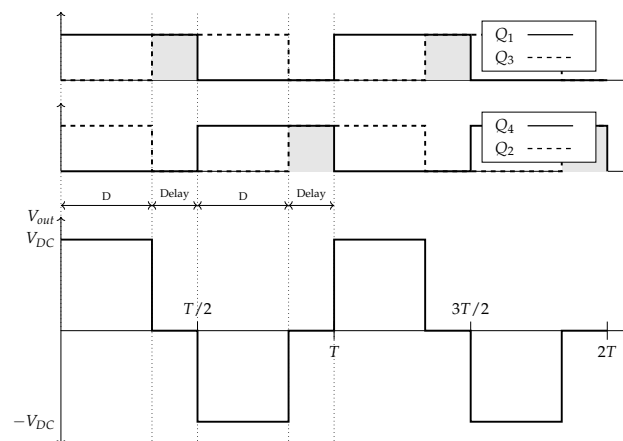 Q1
Q3
Q4
Q2
D Delay D Delay
Vout
VDC
T/2 3T/2
T 2T
−VDC